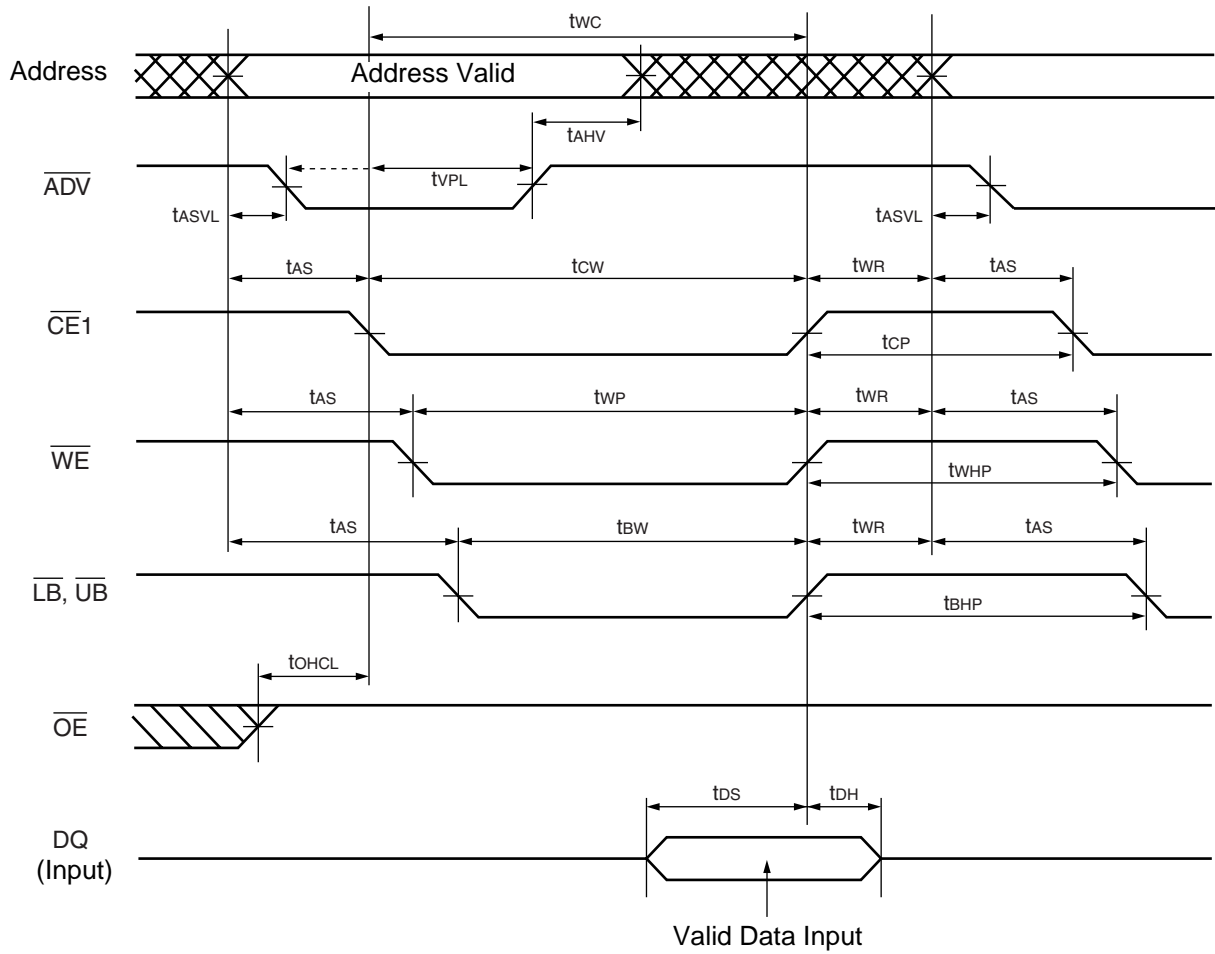 tWC
Address
Address Valid
tAHV
ADV
tVPL
tASVL
tASVL
tAS
tCW
tWR
tAS
CE1
tCP
tAS
tWP
tWR
tAS
WE
tWHP
tAS
tBW
tWR
tAS
LB, UB
tBHP
tOHCL
OE
tDS
tDH
DQ
(Input)
Valid Data Input